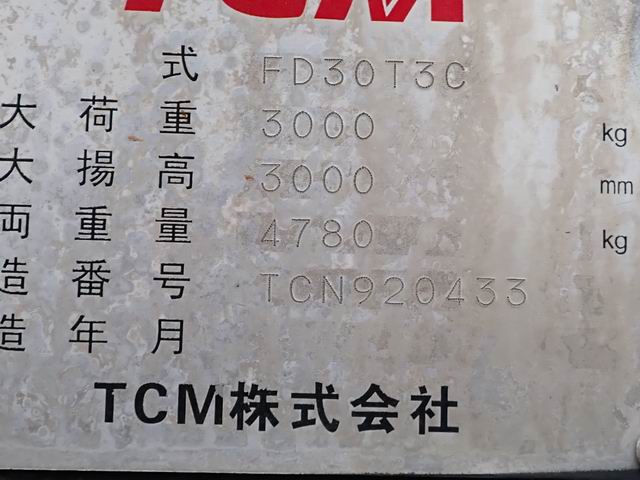 TCM
式 FD30T3C
大 荷 重 3000 kg
大 揚 高 3000 mm
両 重 量 4780 kg
造 番 号 TCN920433
造 年 月
TCM株式会社